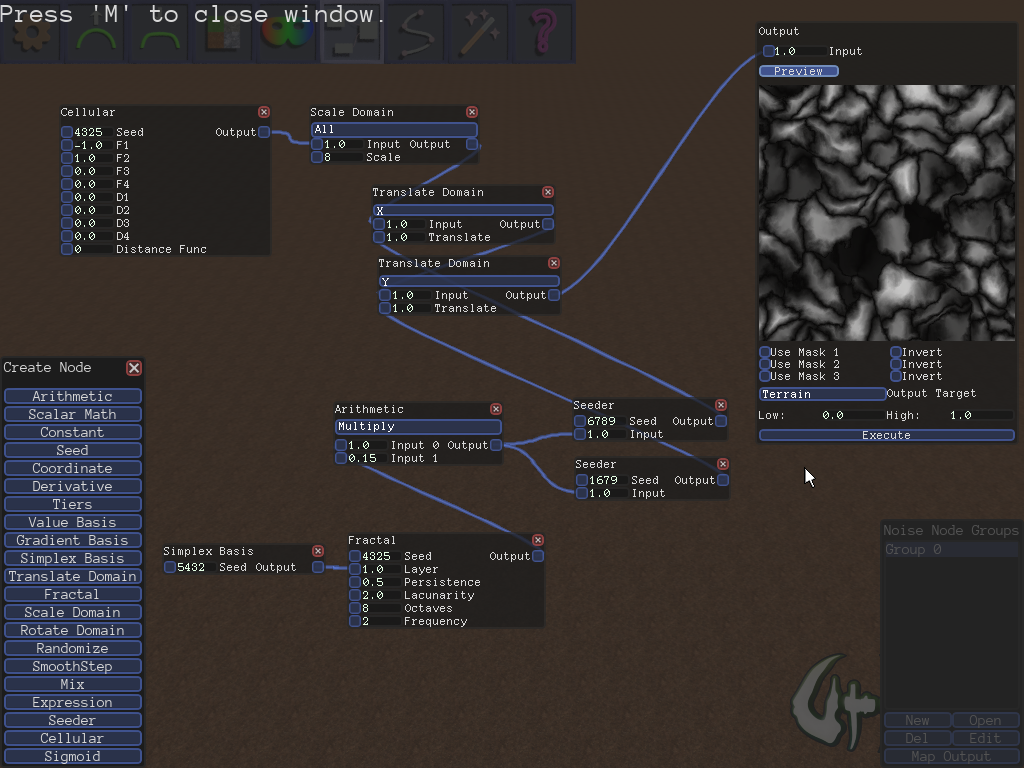 Press 'M' to close window.
Cellular
4325 Seed Output
-1.0 F1
1.0 F2
0.0 F3
0.0 F4
0.0 D1
0.0 D2
0.0 D3
0.0 D4
0 Distance Func
Scale Domain
All
1.0 Input Output
8 Scale
Translate Domain
X
1.0 Input Output
1.0 Translate
Translate Domain
Y
1.0 Input Output
1.0 Translate
Output
1.0 Input
Preview
Use Mask 1 Invert
Use Mask 2 Invert
Use Mask 3 Invert
Terrain Output Target
Low: 0.0 High: 1.0
Execute
Create Node
Arithmetic
Scalar Math
Constant
Seed
Coordinate
Derivative
Tiers
Value Basis
Gradient Basis
Simplex Basis
Translate Domain
Fractal
Scale Domain
Rotate Domain
Randomize
SmoothStep
Mix
Expression
Seeder
Cellular
Sigmoid
Arithmetic
Multiply
1.0 Input 0 Output
0.15 Input 1
Seeder
6789 Seed Output
1.0 Input
Seeder
1679 Seed Output
1.0 Input
Simplex Basis
5432 Seed Output
Fractal
4325 Seed Output
1.0 Layer
0.5 Persistence
2.0 Lacunarity
8 Octaves
2 Frequency
Noise Node Groups
Group 0
New Open
Del Edit
Map Output